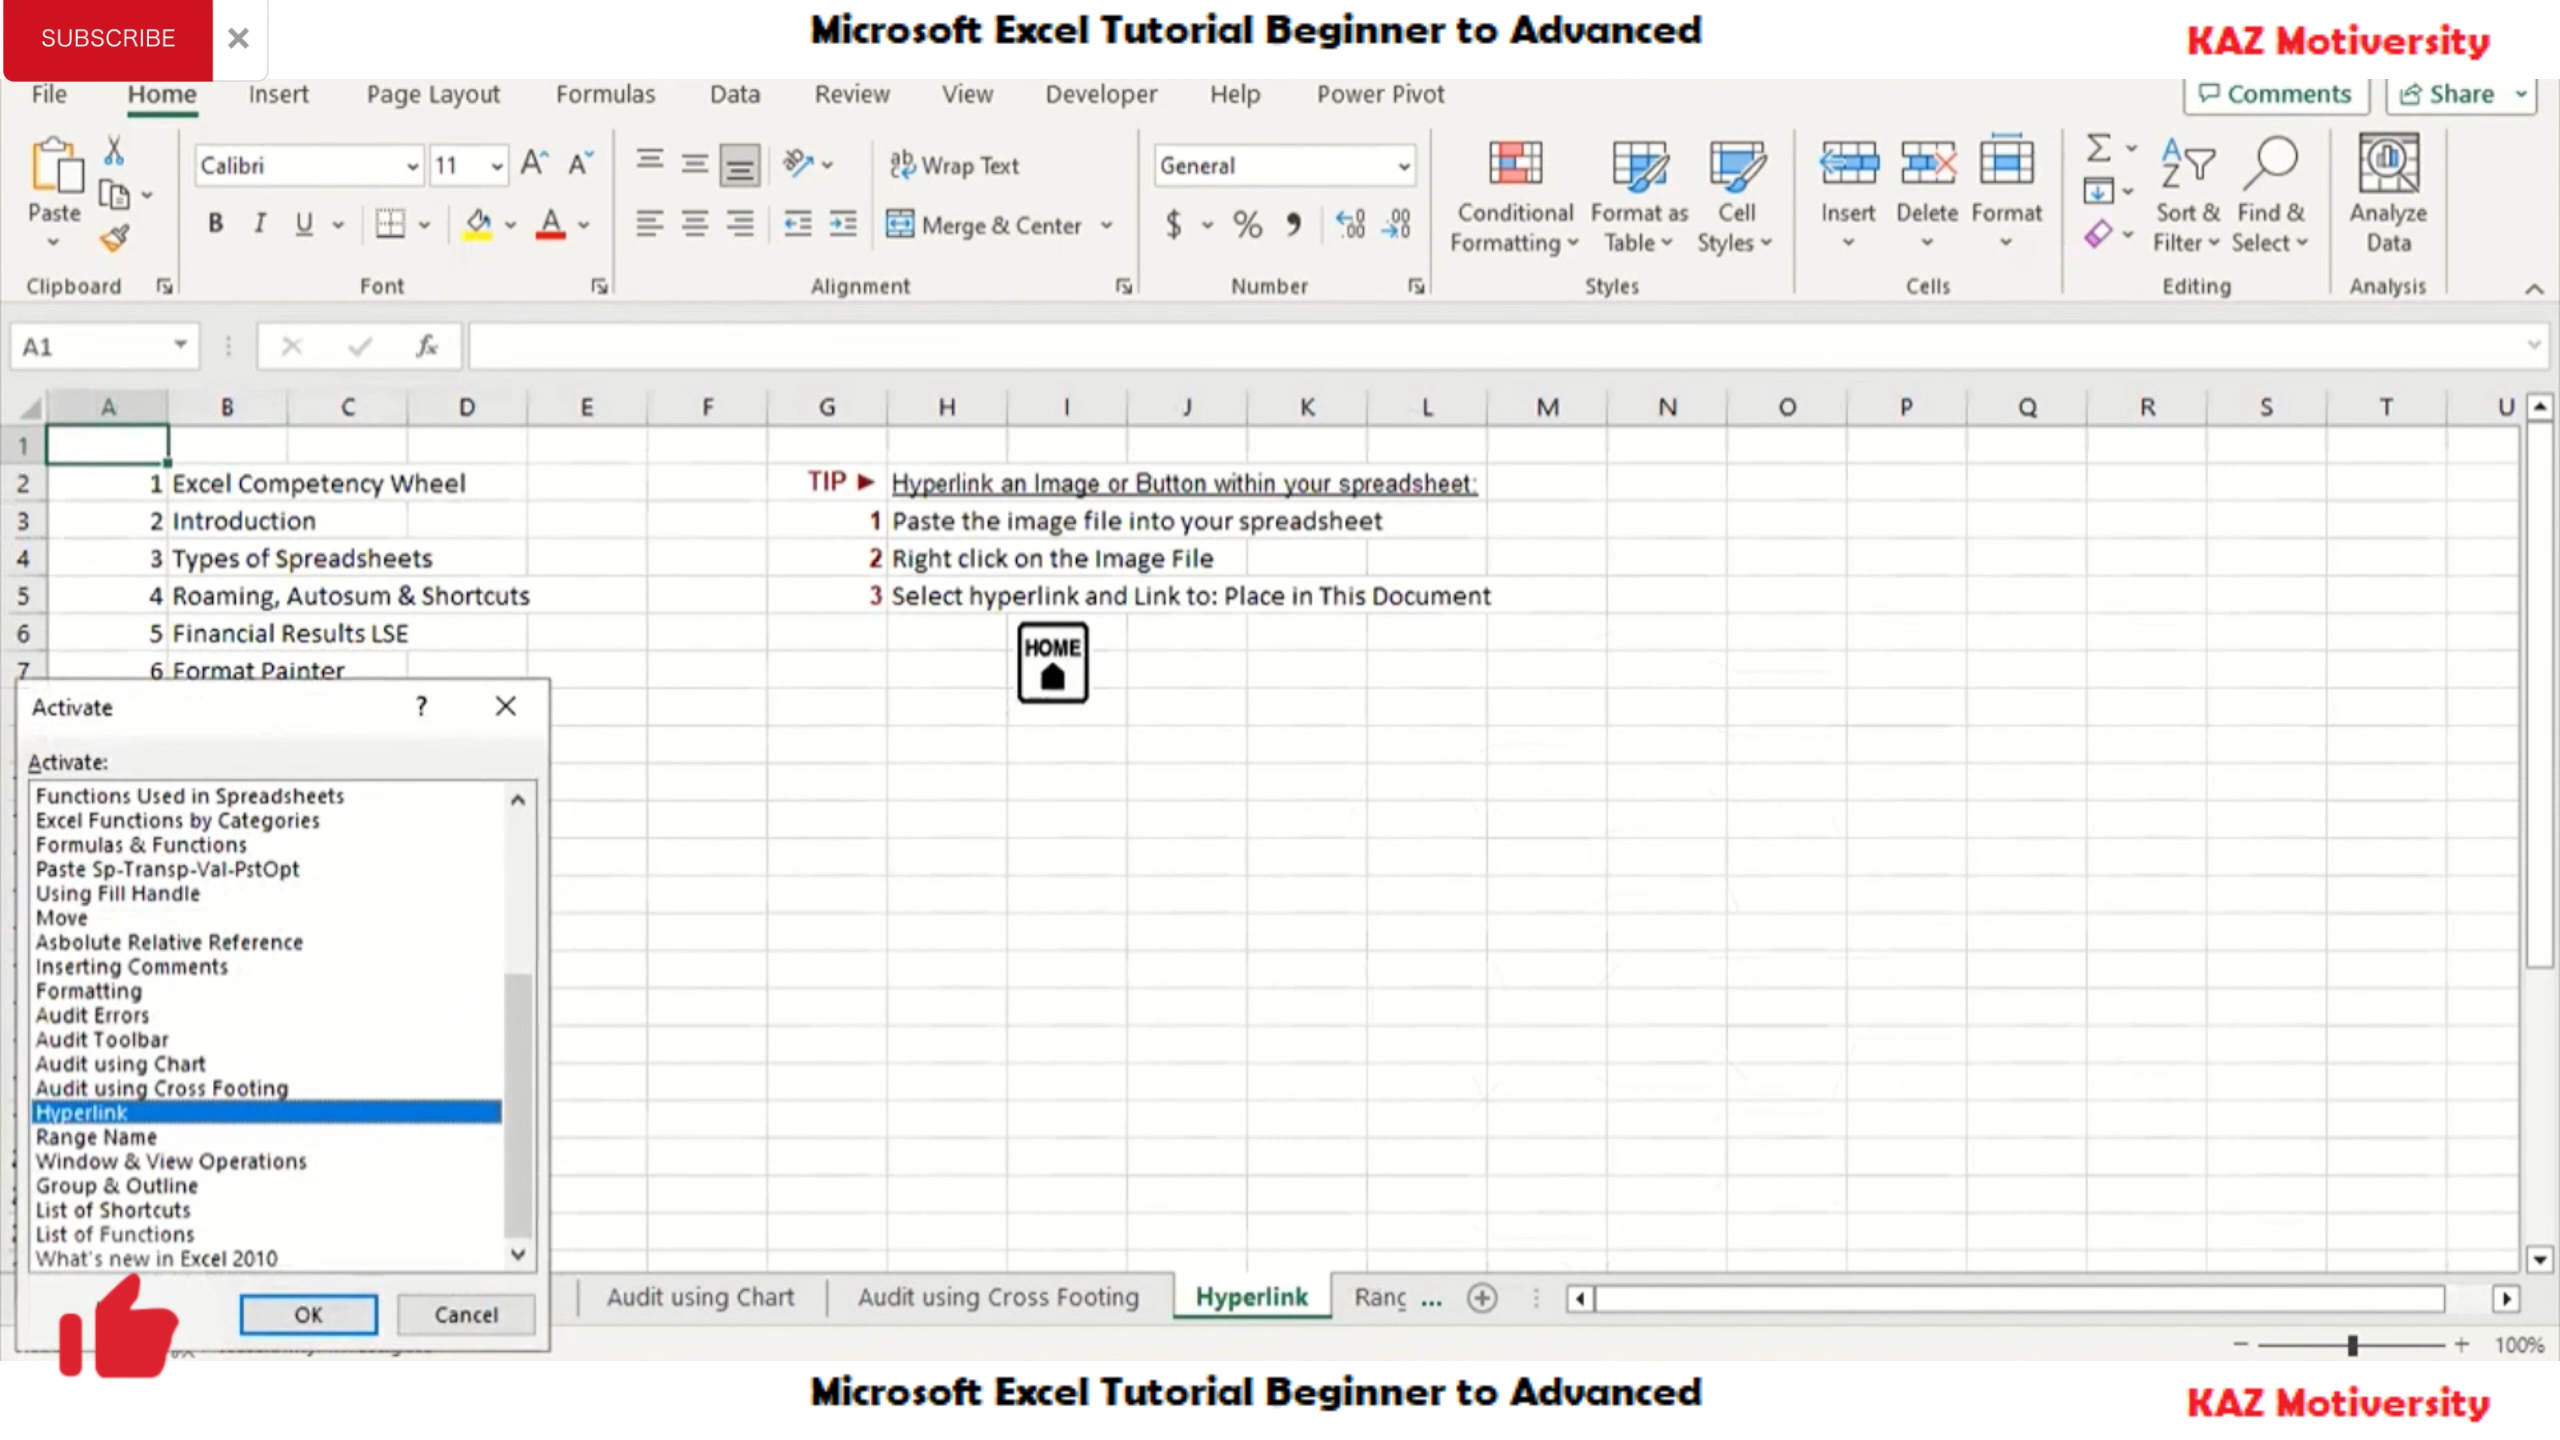 SUBSCRIBE
Microsoft Excel Tutorial Beginner to Advanced
KAZ Motiversity
File Home Insert Page Layout Formulas Data Review View Developer Help Power Pivot Comments Share
Calibri 11 Wrap Text General
Paste B I U A Merge & Center $ % Conditional Formatting Format as Table Cell Styles Insert Delete Format Sort & Filter Find & Select Analyze Data
Clipboard Font Alignment Number Styles Cells Editing Analysis
A1 fx
A B C D E F G H I J K L M N O P Q R S T U
1
2 1 Excel Competency Wheel TIP ► Hyperlink an Image or Button within your spreadsheet:
3 2 Introduction 1 Paste the image file into your spreadsheet
4 3 Types of Spreadsheets 2 Right click on the Image File
5 4 Roaming, Autosum & Shortcuts 3 Select hyperlink and Link to: Place in This Document
6 5 Financial Results LSE
HOME
7 6 Format Painter
Activate ?
Activate:
Functions Used in Spreadsheets
Excel Functions by Categories
Formulas & Functions
Paste Sp-Transp-Val-PstOpt
Using Fill Handle
Move
Asbolute Relative Reference
Inserting Comments
Formatting
Audit Errors
Audit Toolbar
Audit using Chart
Audit using Cross Footing
Hyperlink
Range Name
Window & View Operations
Group & Outline
List of Shortcuts
List of Functions
What's new in Excel 2010
OK Cancel
Audit using Chart Audit using Cross Footing Hyperlink Rang ...
100%
Microsoft Excel Tutorial Beginner to Advanced
KAZ Motiversity